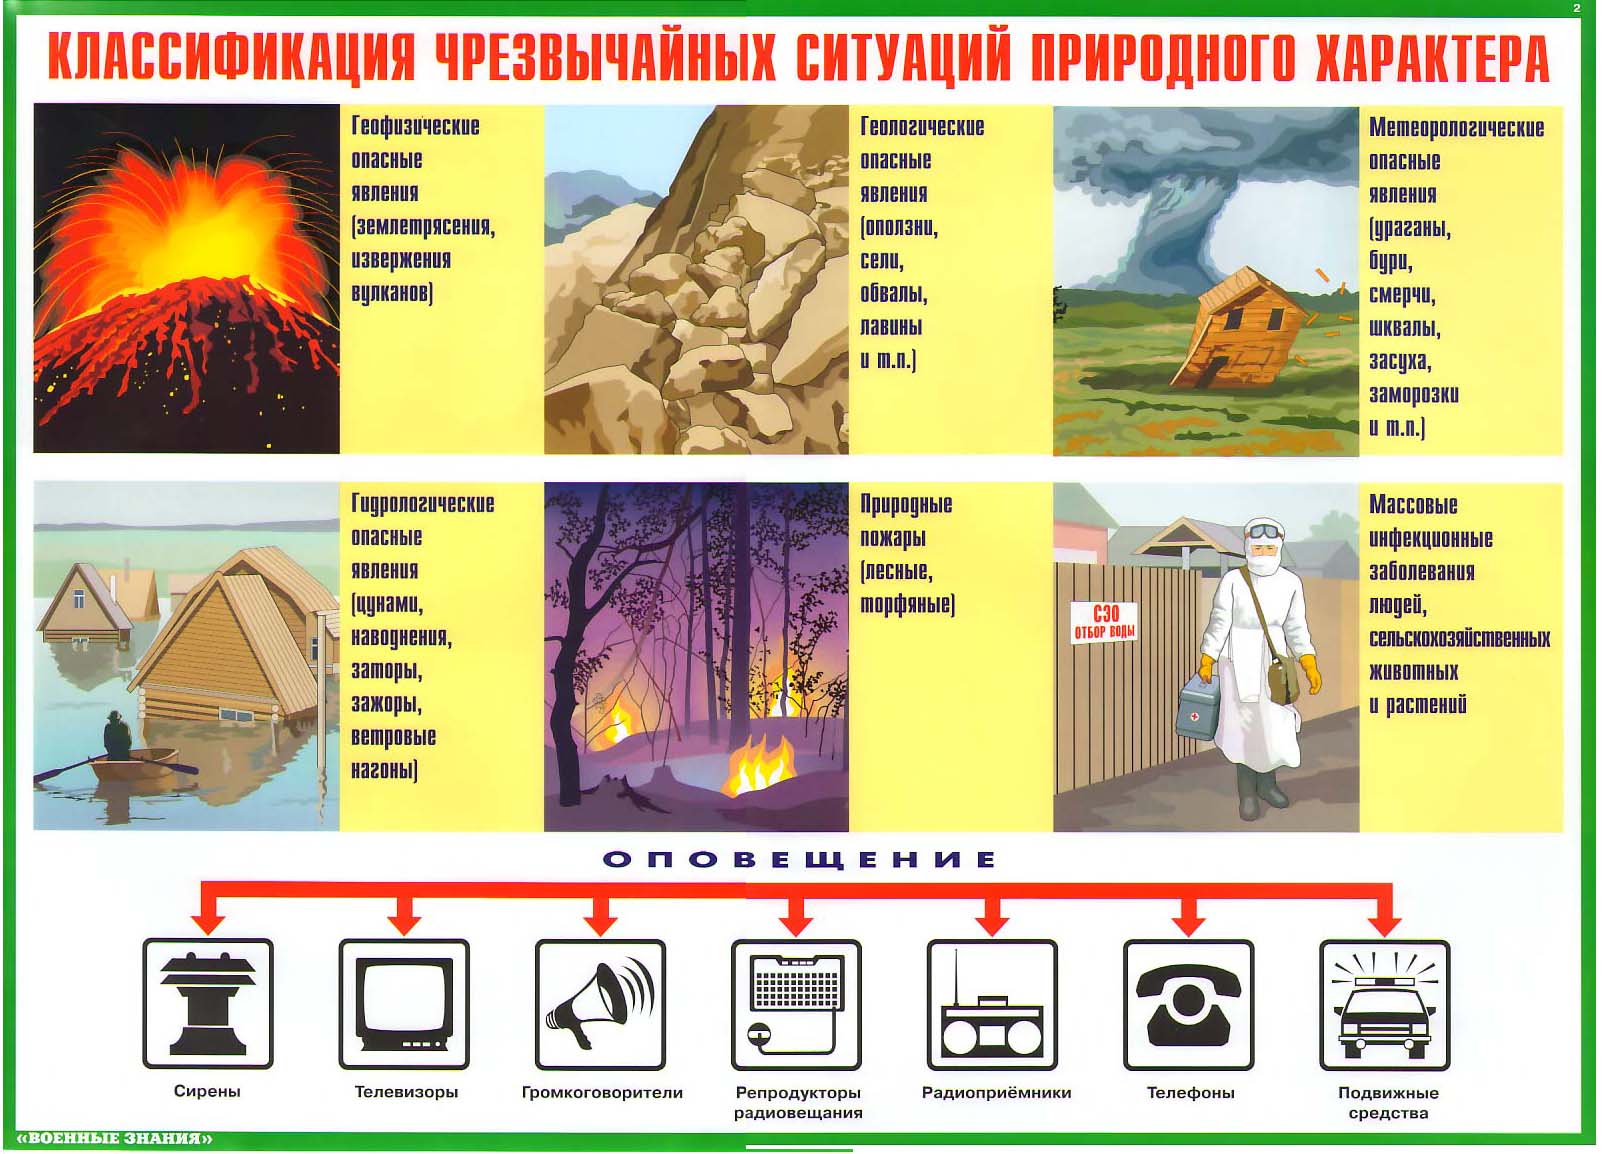 2
КЛАССИФИКАЦИЯ ЧРЕЗВЫЧАЙНЫХ СИТУАЦИЙ ПРИРОДНОГО ХАРАКТЕРА
Геофизические
опасные
явления
(землетрясения,
извержения
вулканов)
Геологические
опасные
явления
(оползни,
сели,
обвалы,
лавины
и т.п.)
Метеорологические
опасные
явления
(ураганы,
бури,
смерчи,
шквалы,
засуха,
заморозки
и т.п.)
Гидрологические
опасные
явления
(цунами,
наводнения,
заторы,
зажоры,
ветровые
нагоны)
Природные
пожары
(лесные,
торфяные)
СЭО
ОТБОР ВОДЫ
Массовые
инфекционные
заболевания
людей,
сельскохозяйственных
животных
и растений
ОПОВЕЩЕНИЕ
Сирены
Телевизоры
Громкоговорители
Репродукторы
радиовещания
Радиоприёмники
Телефоны
Подвижные
средства
«ВОЕННЫЕ ЗНАНИЯ»